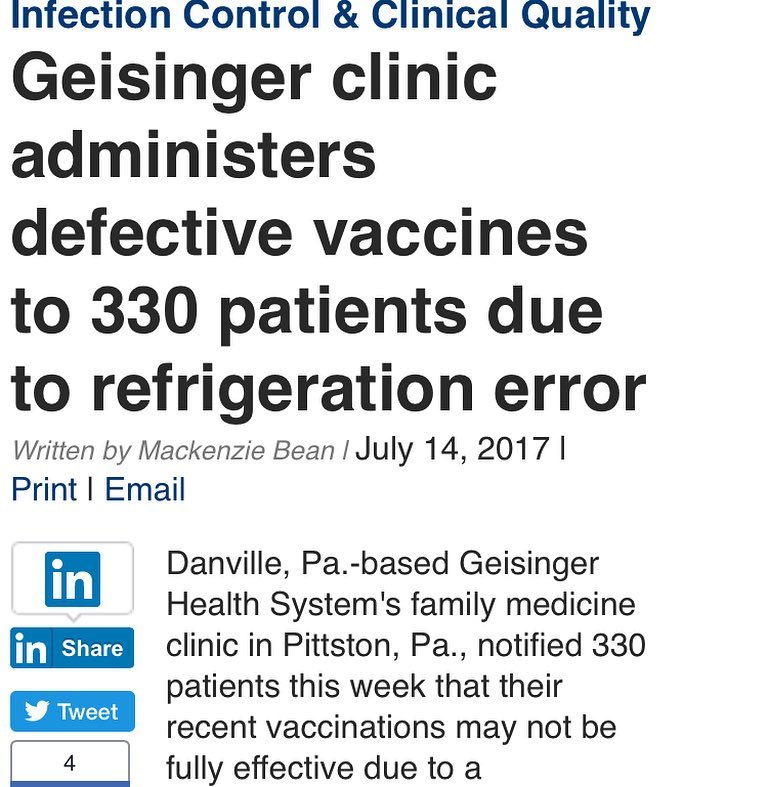 Infection Control & Clinical Quality
Geisinger clinic
administers
defective vaccines
to 330 patients due
to refrigeration error
Written by Mackenzie Bean | July 14, 2017 |
Print | Email
in
in Share
Tweet
4
Danville, Pa.-based Geisinger
Health System's family medicine
clinic in Pittston, Pa., notified 330
patients this week that their
recent vaccinations may not be
fully effective due to a